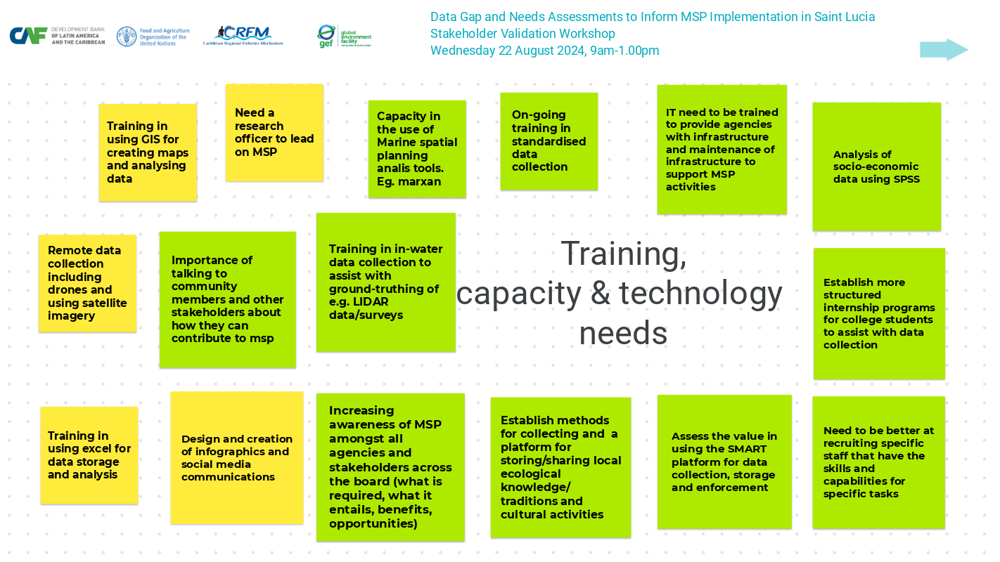 CAF DEVELOPMENT BANK
OF LATIN AMERICA
AND THE CARIBBEAN
Food and Agriculture
Organization of the
United Nations
CRFM
Caribbean Regional Fisheries Mechanism
gef
global
environment
facility
Data Gap and Needs Assessments to Inform MSP Implementation in Saint Lucia
Stakeholder Validation Workshop
Wednesday 22 August 2024, 9am-1.00pm
Training in
using GIS for
creating maps
and analysing
data
Need a
research
officer to lead
on MSP
Capacity in
the use of
Marine spatial
planning
analis tools.
Eg. marxan
On-going
training in
standardised
data
collection
IT need to be trained
to provide agencies
with infrastructure
and maintenance of
infrastructure to
support MSP
activities
Analysis of
socio-economic
data using SPSS
Remote data
collection
including
drones and
using satellite
imagery
Importance of
talking to
community
members and other
stakeholders about
how they can
contribute to msp
Training in in-water
data collection to
assist with
ground-truthing of
e.g. LIDAR
data/surveys
Training,
capacity & technology
needs
Establish more
structured
internship programs
for college students
to assist with data
collection
Training in
using excel for
data storage
and analysis
Design and creation
of infographics and
social media
communications
Increasing
awareness of MSP
amongst all
agencies and
stakeholders across
the board (what is
required, what it
entails, benefits,
opportunities)
Establish methods
for collecting and  a
platform for
storing/sharing local
ecological
knowledge/
traditions and
cultural activities
Assess the value in
using the SMART
platform for data
collection, storage
and enforcement
Need to be better at
recruiting specific
staff that have the
skills and
capabilities for
specific tasks